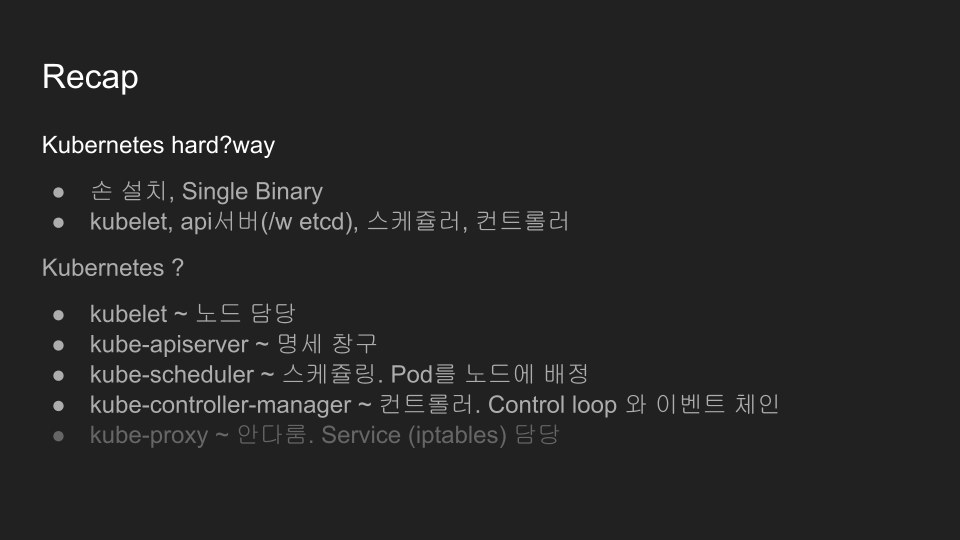 Recap
Kubernetes hard?way
● 손 설치, Single Binary
● kubelet, api서버(/w etcd), 스케쥴러, 컨트롤러
Kubernetes ?
● kubelet ~ 노드 담당
● kube-apiserver ~ 명세 창구
● kube-scheduler ~ 스케쥴링. Pod를 노드에 배정
● kube-controller-manager ~ 컨트롤러. Control loop 와 이벤트 체인
● kube-proxy ~ 안다룸. Service (iptables) 담당